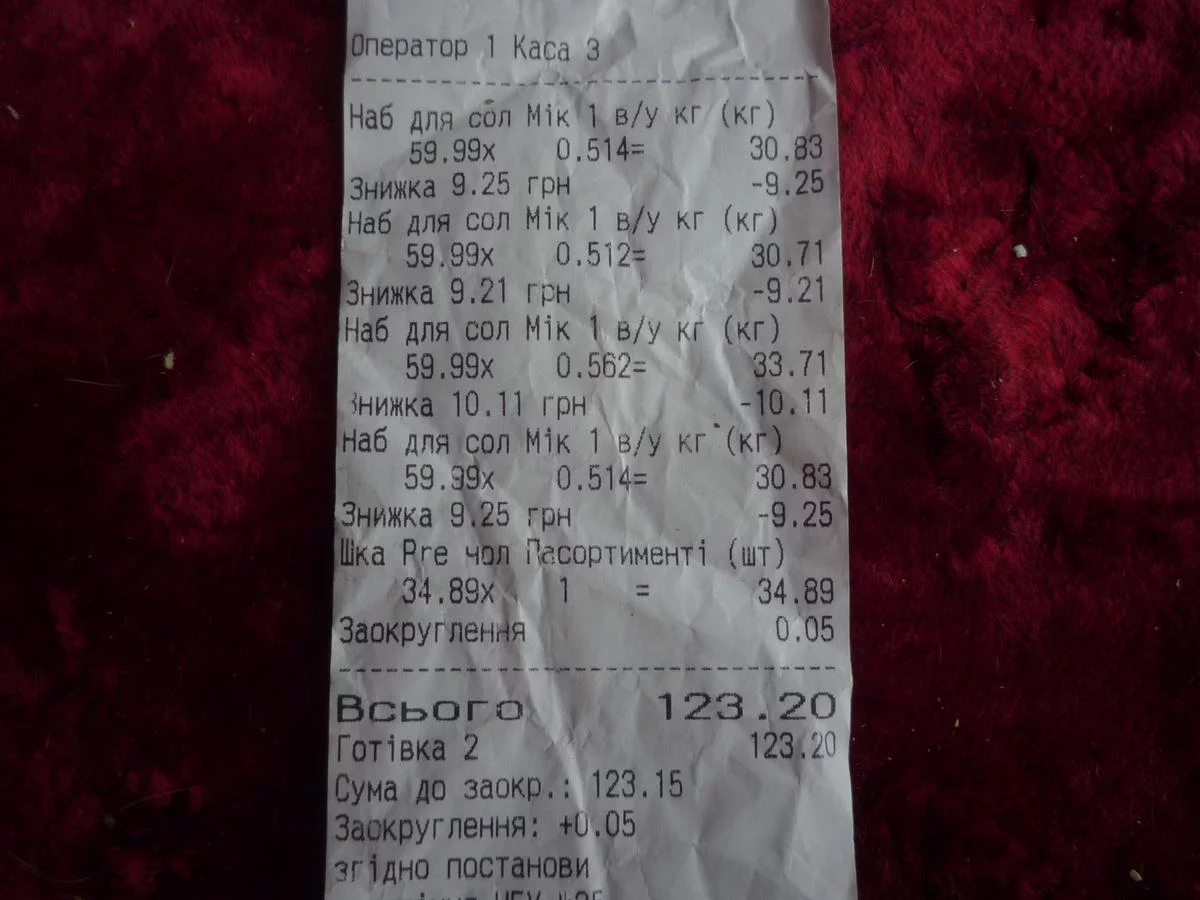 Оператор 1 Каса 3
Наб для сол Мік 1 в/у кг (кг)
59.99х 0.514= 30.83
Знижка 9.25 грн -9.25
Наб для сол Мік 1 в/у кг (кг)
59.99х 0.512= 30.71
Знижка 9.21 грн -9.21
Наб для сол Мік 1 в/у кг (кг)
59.99х 0.562= 33.71
Знижка 10.11 грн -10.11
Наб для сол Мік 1 в/у кг (кг)
59.99х 0.514= 30.83
Знижка 9.25 грн -9.25
Шка Pre чол Пасортименті (шт)
34.89х 1 = 34.89
Заокруглення 0.05
Всього 123.20
Готівка 2 123.20
Сума до заокр.: 123.15
Заокруглення: +0.05
згідно постанови